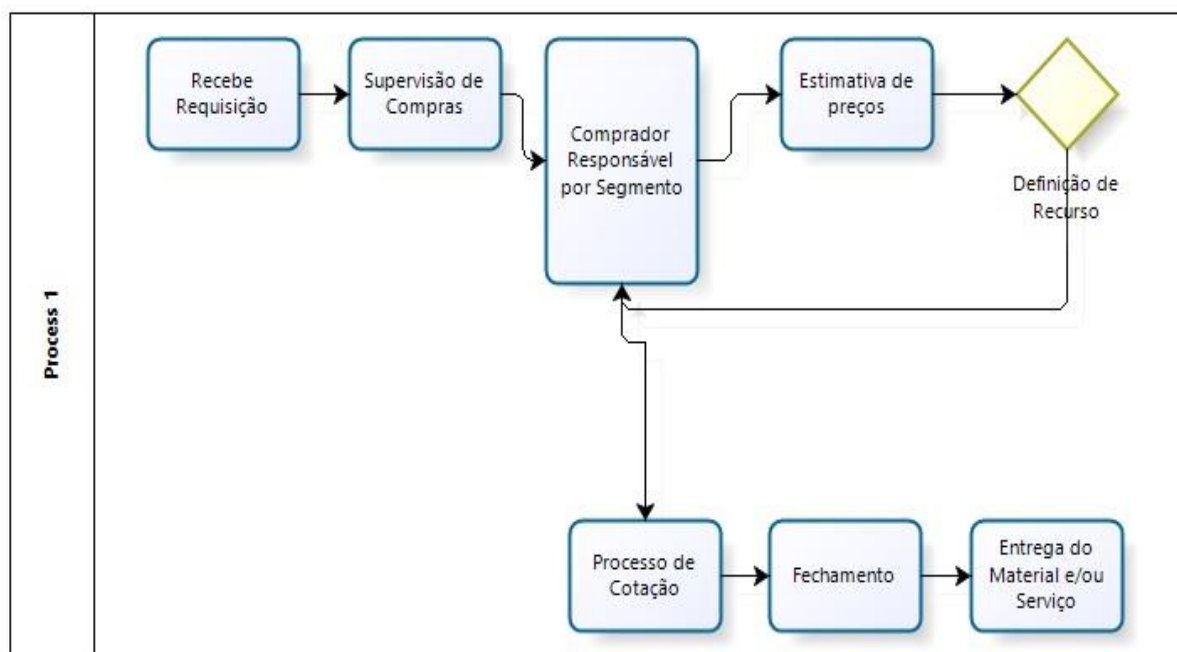 Process 1
Recebe
Requisição
Supervisão de
Compras
Comprador
Responsável
por Segmento
Estimativa de
preços
Definição de
Recurso
Processo de
Cotação
Fechamento
Entrega do
Material e/ou
Serviço